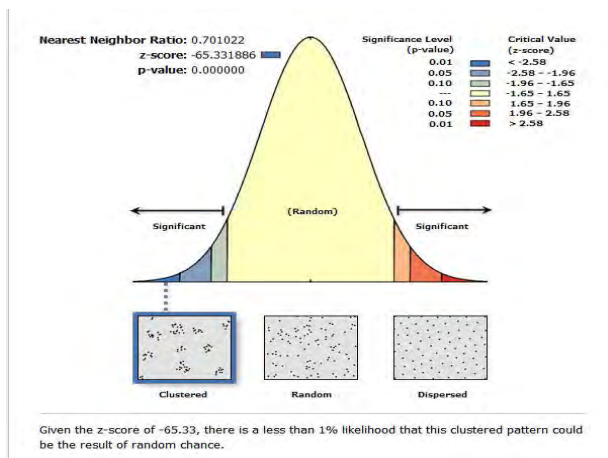 Nearest Neighbor Ratio: 0.701022
z-score: -65.331886
p-value: 0.000000
Significance Level
(p-value)
Critical Value
(z-score)
0.01 < -2.58
0.05 -2.58 – -1.96
0.10 -1.96 – -1.65
--- -1.65 – 1.65
0.10 1.65 – 1.96
0.05 1.96 – 2.58
0.01 > 2.58
(Random)
Significant
Significant
Clustered
Random
Dispersed
Given the z-score of -65.33, there is a less than 1% likelihood that this clustered pattern could
be the result of random chance.